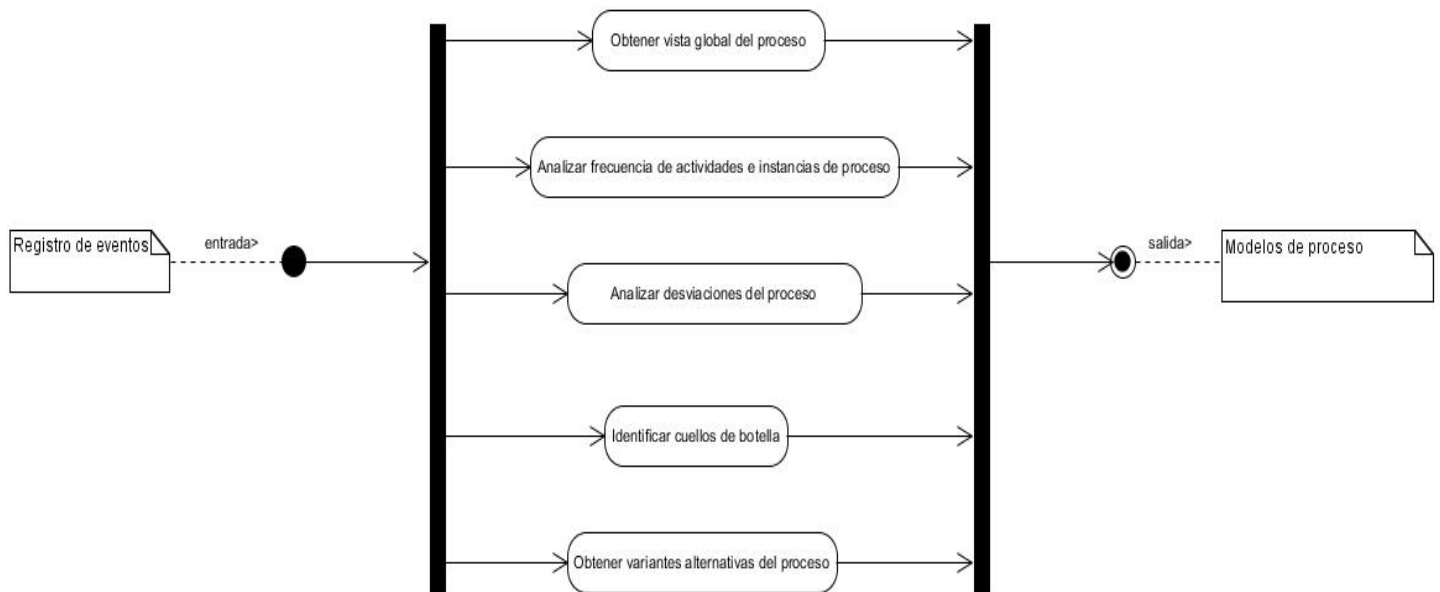 Obtener vista global del proceso
Analizar frecuencia de actividades e instancias de proceso
Registro de eventos
entrada>
salida>
Modelos de proceso
Analizar desviaciones del proceso
Identificar cuellos de botella
Obtener variantes alternativas del proceso